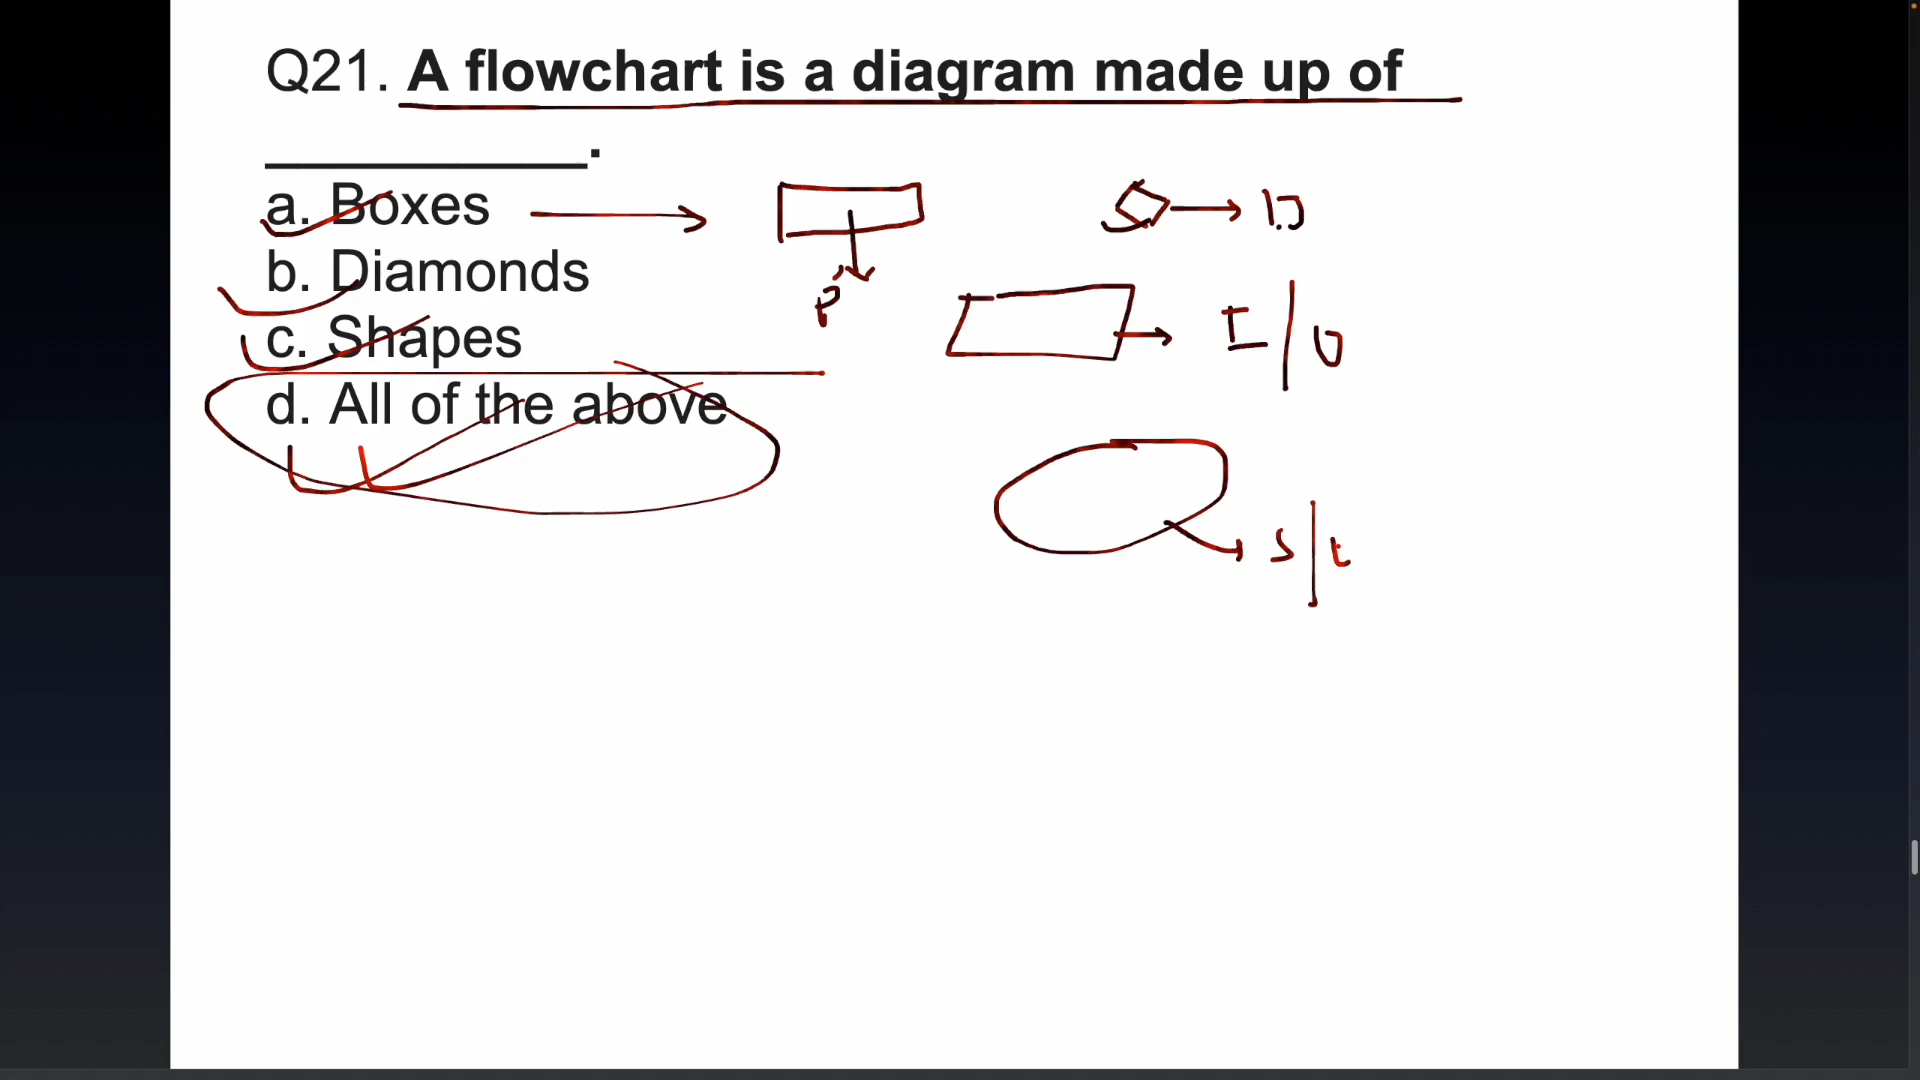 Q21. A flowchart is a diagram made up of
____________.
a. Boxes
b. Diamonds
c. Shapes
d. All of the above
P
D
I/O
s/t